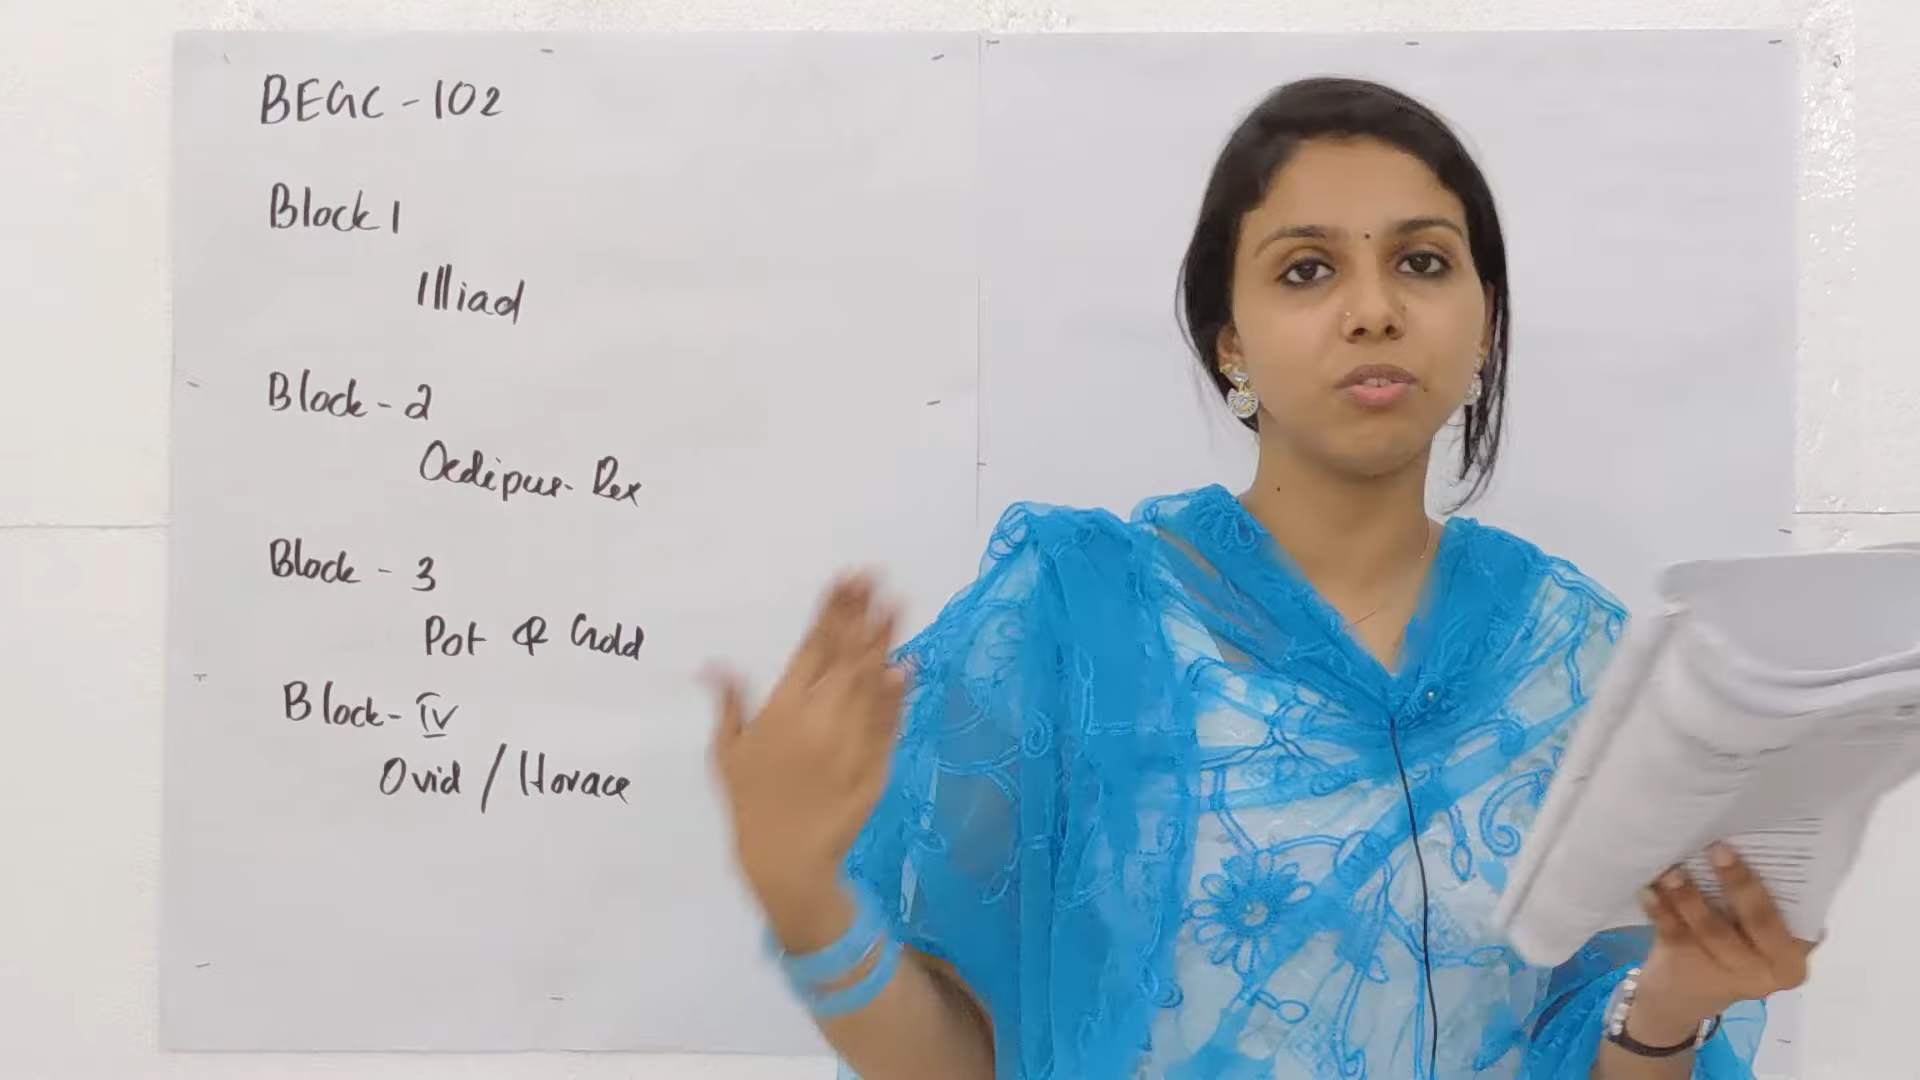 BEGC - 102
Block 1
Illiad
Block - 2
Oedipus Rex
Block - 3
Pot of Gold
Block - IV
Ovid / Horace